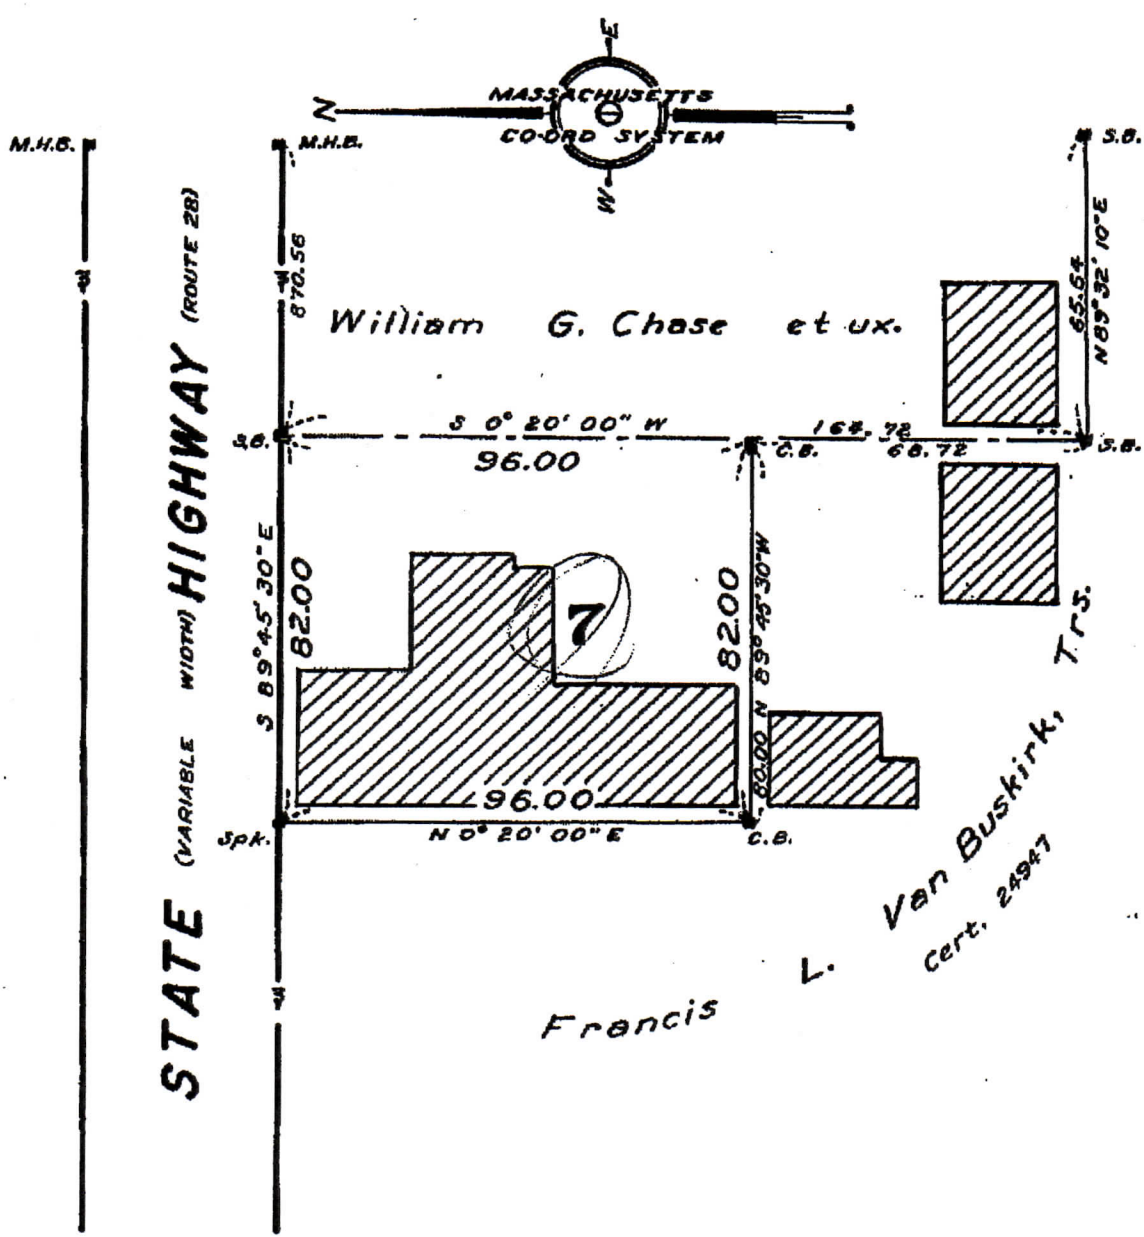 E
N
MASSACHUSETTS
CO-ORD SYSTEM
W
M.H.B.
M.H.B.
S.B.
870.56
65.64
N 89° 32' 10" E
William G. Chase et ux.
S.B.
S 0° 20' 00" W
164.72
96.00
C.B.
68.72
S.B.
STATE HIGHWAY
(VARIABLE WIDTH)
(ROUTE 28)
S 89° 45' 30" E
82.00
7
82.00
N 89° 45' 30" W
80.00
96.00
Spk.
N 0° 20' 00" E
C.B.
Francis L. Van Buskirk, Trs.
Cert. 24947